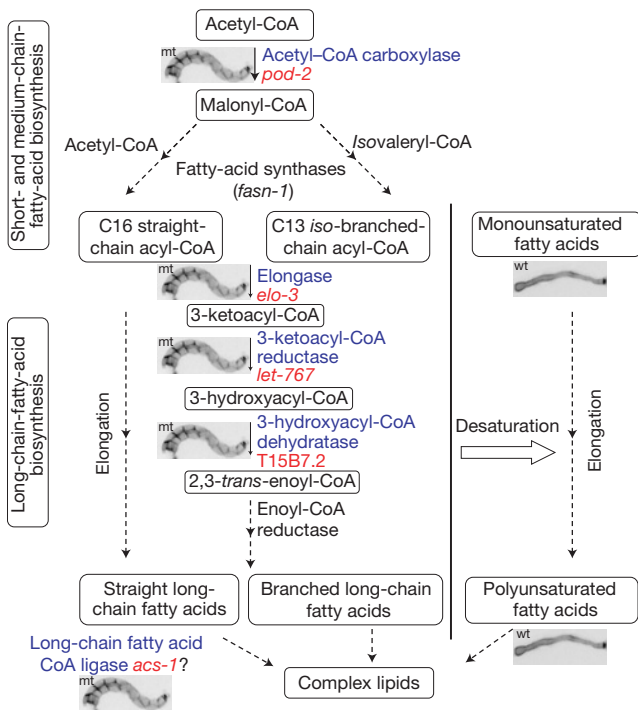 Short- and medium-chain-
fatty-acid biosynthesis
Acetyl-CoA
mt
Acetyl–CoA carboxylase
pod-2
Malonyl-CoA
Acetyl-CoA
Isovaleryl-CoA
Fatty-acid synthases
(fasn-1)
C16 straight-
chain acyl-CoA
C13 iso-branched-
chain acyl-CoA
Monounsaturated
fatty acids
wt
mt
Elongase
elo-3
3-ketoacyl-CoA
Long-chain-fatty-acid
biosynthesis
Elongation
mt
3-ketoacyl-CoA
reductase
let-767
3-hydroxyacyl-CoA
mt
3-hydroxyacyl-CoA
dehydratase
T15B7.2
2,3-trans-enoyl-CoA
Desaturation
Elongation
Enoyl-CoA
reductase
Straight long-
chain fatty acids
Branched long-chain
fatty acids
Polyunsaturated
fatty acids
wt
Long-chain fatty acid
CoA ligase acs-1?
mt
Complex lipids